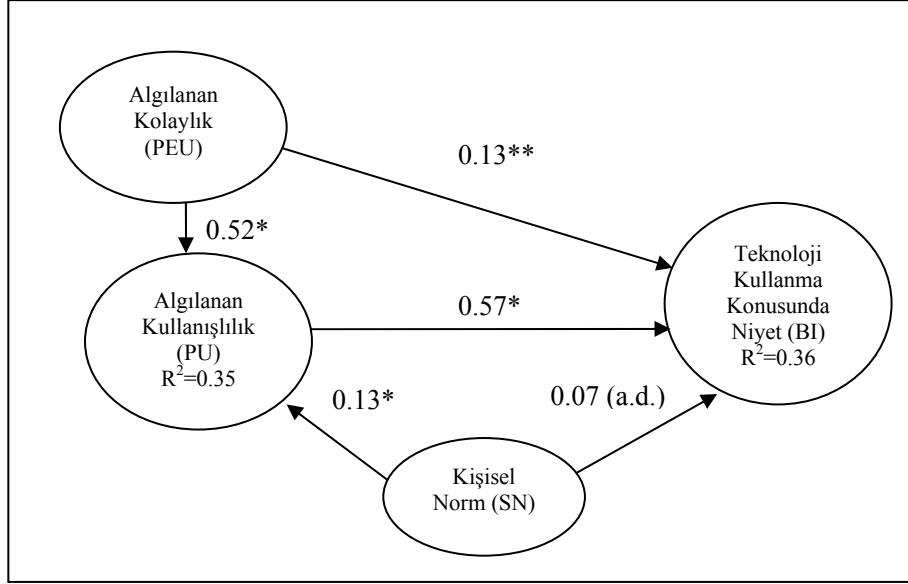 Algılanan
Kolaylık
(PEU)
0.13**
0.52*
Teknoloji
Kullanma
Konusunda
Niyet (BI)
R²=0.36
Algılanan
Kullanışlılık
(PU)
R²=0.35
0.57*
0.13*
0.07 (a.d.)
Kişisel
Norm (SN)